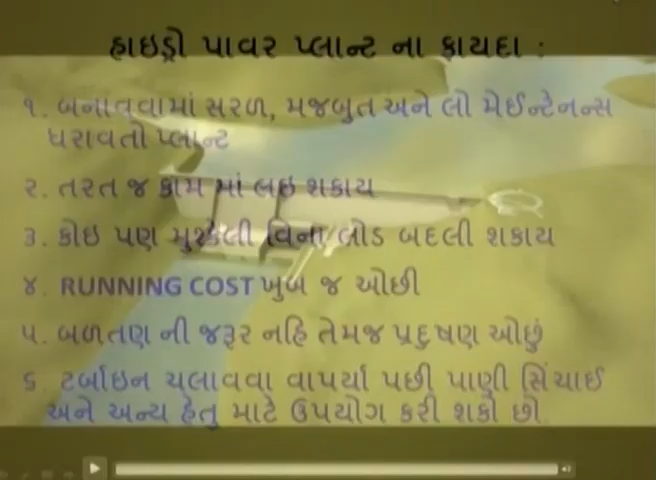 હાઇડ્રો પાવર પ્લાન્ટ ના ફાયદા :
૧. બનાવવામાં સરળ, મજબુત અને લો મેઈન્ટેનન્સ
ધરાવતો પ્લાન્ટ
૨. તરત જ કામ માં લઇ શકાય
૩. કોઇ પણ મુશ્કેલી વિના લોડ બદલી શકાય
૪. RUNNING COST ખુબ જ ઓછી
૫. બળતણ ની જરૂર નહિ તેમજ પ્રદુષણ ઓછું
૬. ટર્બાઇન ચલાવવા વાપર્યા પછી પાણી સિંચાઈ
અને અન્ય હેતુ માટે ઉપયોગ કરી શકો છો.